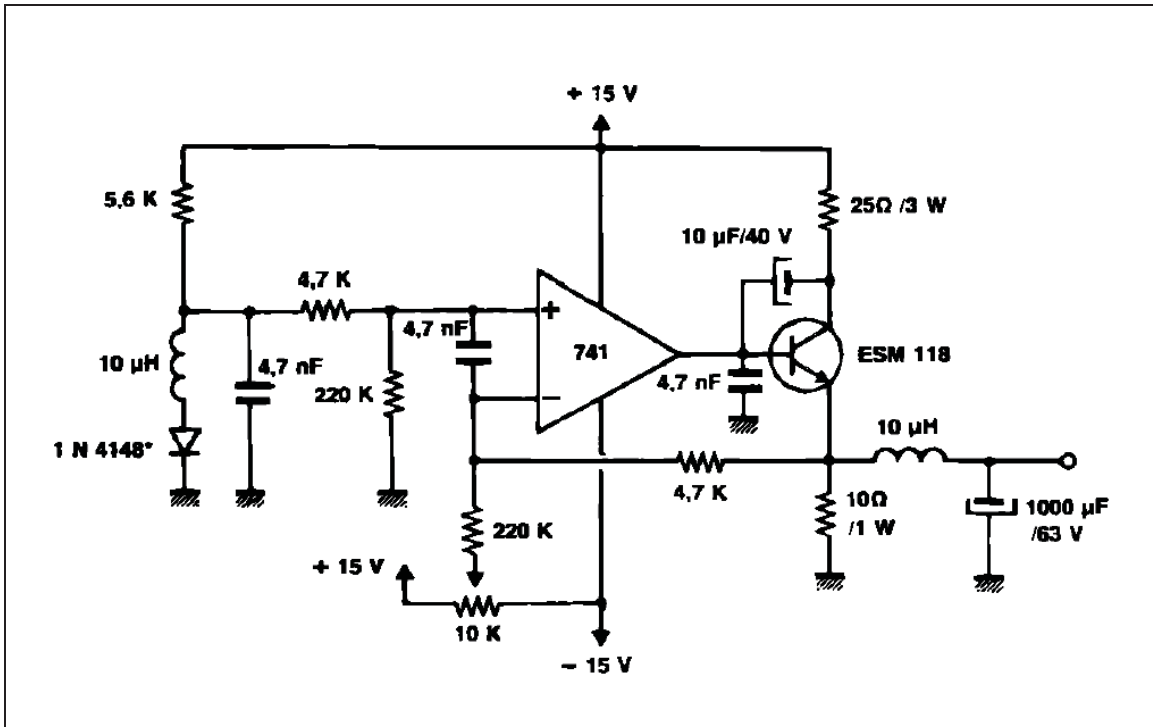 + 15 V
5,6 K
25Ω /3 W
10 µF/40 V
4,7 K
+
4,7 nF
741
ESM 118
10 µH
4,7 nF
220 K
4,7 nF
−
1 N 4148*
10 µH
4,7 K
10Ω
/1 W
1000 µF
/63 V
220 K
+ 15 V
10 K
− 15 V